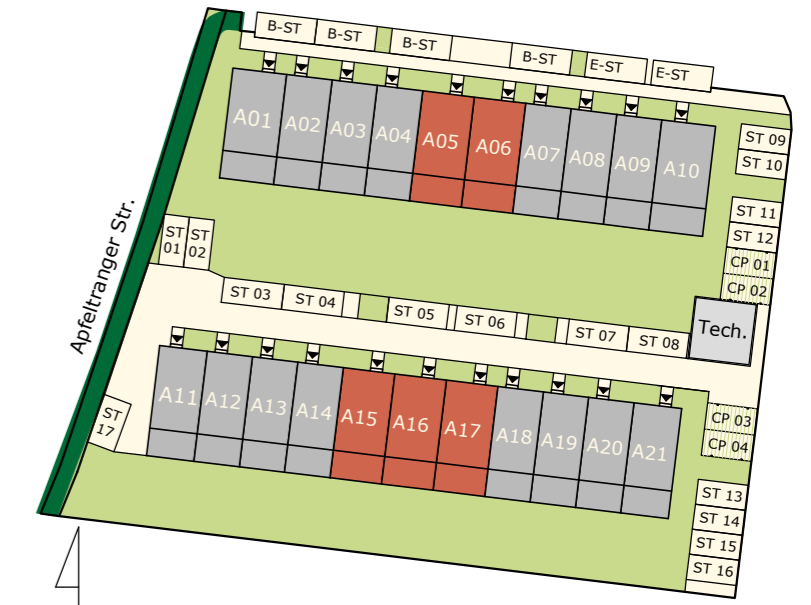 B-ST
B-ST
B-ST
B-ST
E-ST
E-ST
A01
A02
A03
A04
A05
A06
A07
A08
A09
A10
ST 09
ST 10
ST 11
ST 12
CP 01
CP 02
Tech.
Apfeltranger Str.
ST
01
ST
02
ST 03
ST 04
ST 05
ST 06
ST 07
ST 08
A11
A12
A13
A14
A15
A16
A17
A18
A19
A20
A21
ST
17
CP 03
CP 04
ST 13
ST 14
ST 15
ST 16